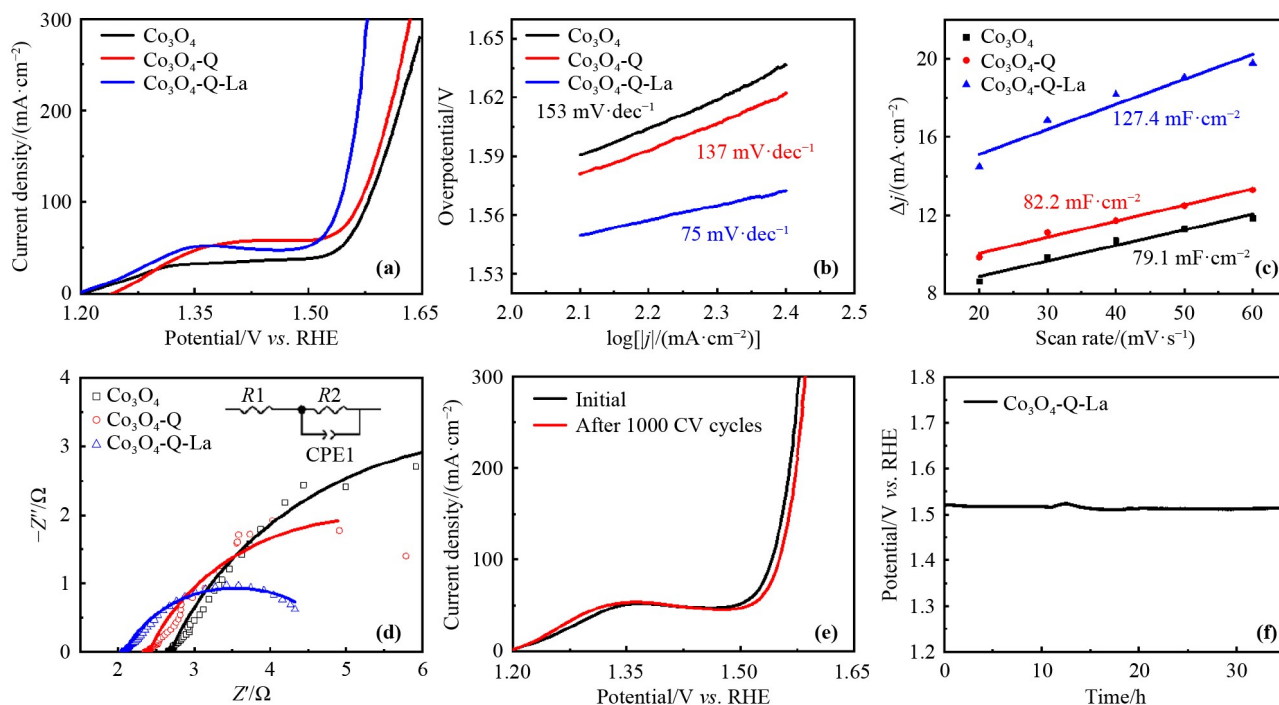 300
200
100
0
1.20
1.35
1.50
1.65
Current density/(mA·cm⁻²)
Potential/V vs. RHE
Co₃O₄
Co₃O₄-Q
Co₃O₄-Q-La
(a)
1.65
1.62
1.59
1.56
1.53
2.0
2.1
2.2
2.3
2.4
2.5
Overpotential/V
log[|j|/(mA·cm⁻²)]
Co₃O₄
Co₃O₄-Q
Co₃O₄-Q-La
153 mV·dec⁻¹
137 mV·dec⁻¹
75 mV·dec⁻¹
(b)
20
16
12
8
20
30
40
50
60
Δj/(mA·cm⁻²)
Scan rate/(mV·s⁻¹)
Co₃O₄
Co₃O₄-Q
Co₃O₄-Q-La
127.4 mF·cm⁻²
82.2 mF·cm⁻²
79.1 mF·cm⁻²
(c)
4
3
2
1
0
2
3
4
5
6
−Z″/Ω
Z′/Ω
Co₃O₄
Co₃O₄-Q
Co₃O₄-Q-La
R1
R2
CPE1
(d)
300
200
100
0
1.20
1.35
1.50
1.65
Current density/(mA·cm⁻²)
Potential/V vs. RHE
Initial
After 1000 CV cycles
(e)
1.8
1.7
1.6
1.5
1.4
1.3
1.2
0
10
20
30
Potential/V vs. RHE
Time/h
Co₃O₄-Q-La
(f)